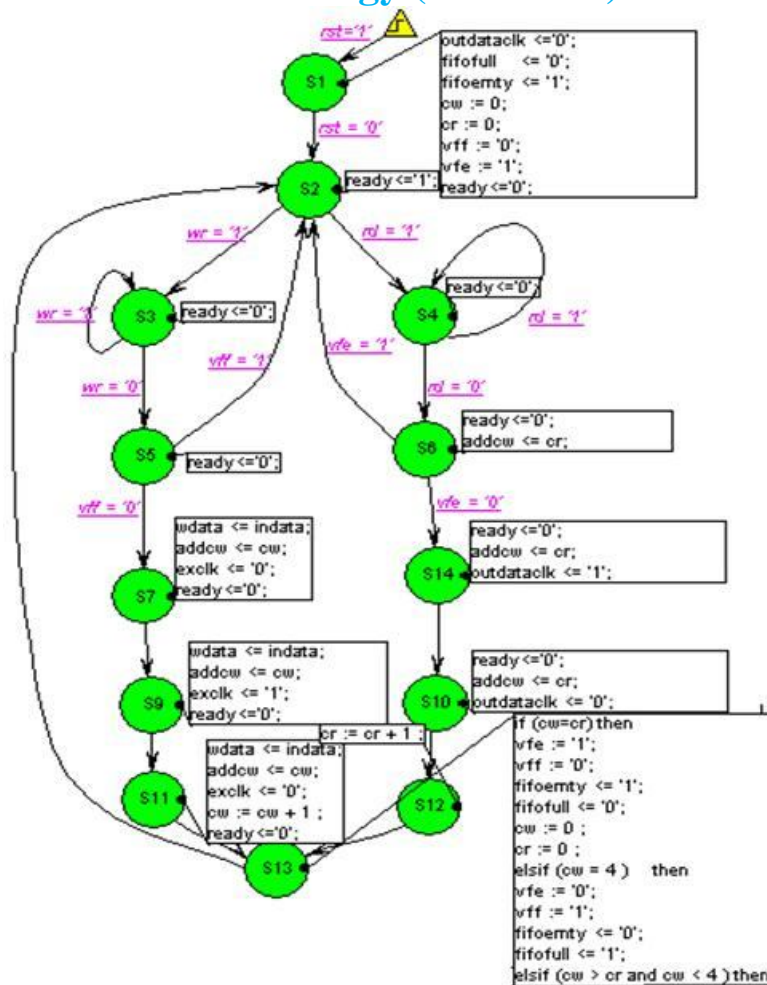 rst='1'
outdataclk <='0';
fifofull <= '0';
fifoemty <= '1';
cw := 0;
cr := 0;
vff := '0';
vfe := '1';
ready<='0';
S1
rst = '0'
S2
ready<='1';
wr = '1'
rd = '1'
S3
ready<='0';
S4
ready<='0';
rd = '1'
vff = '1'
vfe = '1'
wr = '0'
rd = '0'
S5
ready<='0';
S6
ready<='0';
addcw <= cr;
vff = '0'
vfe = '0'
S7
wdata <= indata;
addcw <= cw;
exclk <= '0';
ready<='0';
S14
ready<='0';
addcw <= cr;
outdataclk <= '1';
S9
wdata <= indata;
addcw <= cw;
exclk <= '1';
ready<='0';
S10
ready<='0';
addcw <= cr;
outdataclk <= '0';
cr := cr + 1 ;
S11
wdata <= indata;
addcw <= cw;
exclk <= '0';
cw := cw + 1 ;
ready<='0';
S12
S13
if (cw=cr) then
vfe := '1';
vff := '0';
fifoemty <= '1';
fifofull <= '0';
cw := 0 ;
cr := 0 ;
elsif (cw = 4 ) then
vfe := '0';
vff := '1';
fifoemty <= '0';
fifofull <= '1';
elsif (cw > cr and cw < 4 ) then